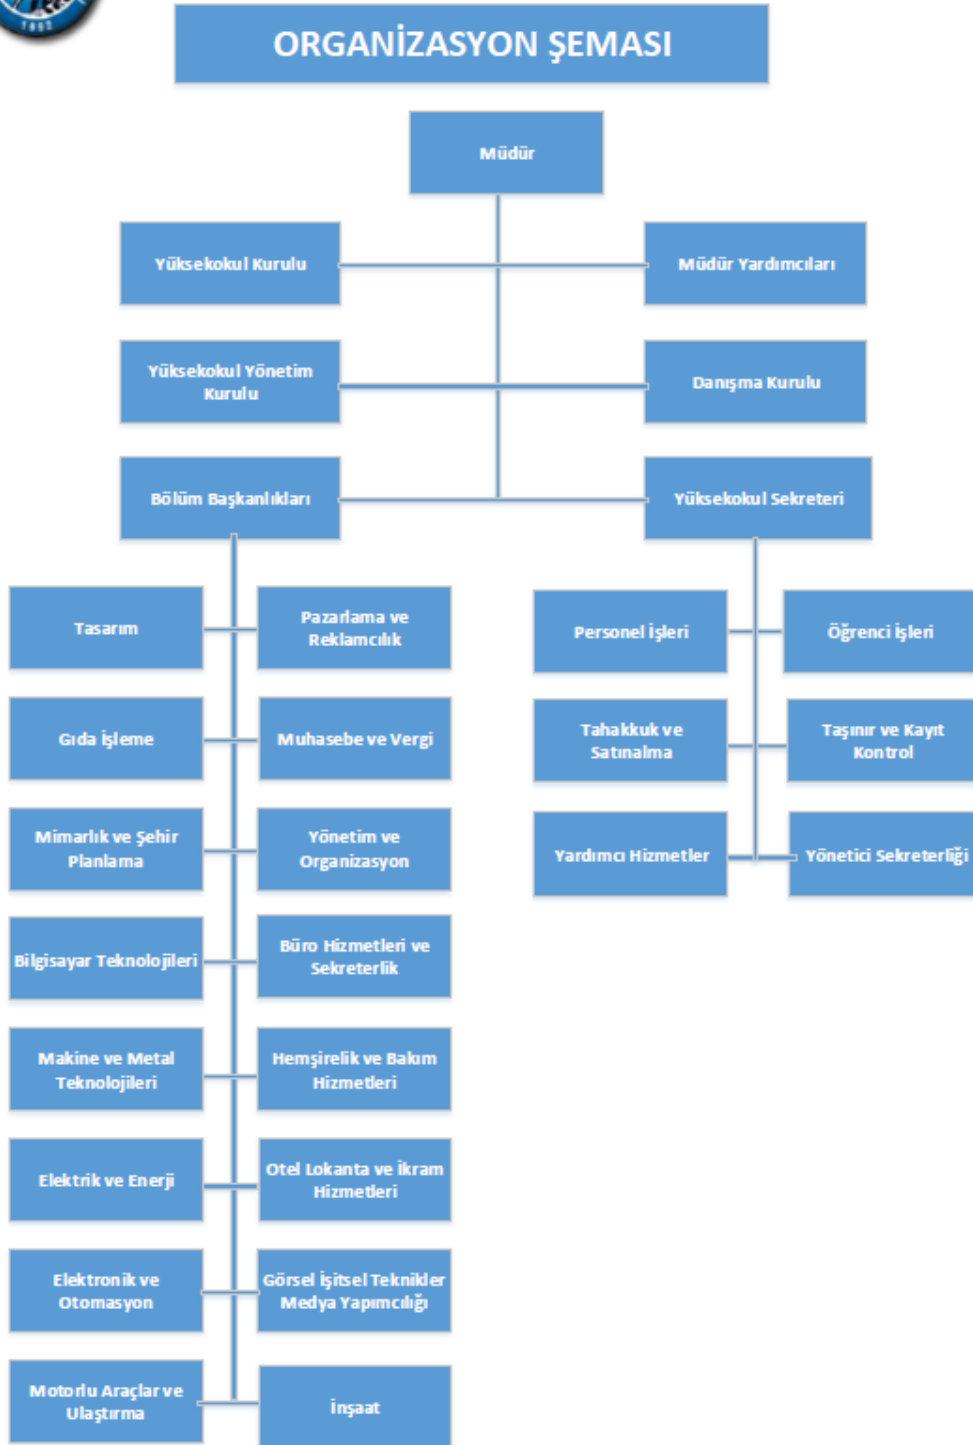 1892
ORGANİZASYON ŞEMASI
Müdür
Yüksekokul Kurulu
Müdür Yardımcıları
Yüksekokul Yönetim
Kurulu
Danışma Kurulu
Bölüm Başkanlıkları
Yüksekokul Sekreteri
Tasarım
Pazarlama ve
Reklamcılık
Personel İşleri
Öğrenci İşleri
Gıda İşleme
Muhasebe ve Vergi
Tahakkuk ve
Satınalma
Taşınır ve Kayıt
Kontrol
Mimarlık ve Şehir
Planlama
Yönetim ve
Organizasyon
Yardımcı Hizmetler
Yönetici Sekreterliği
Bilgisayar Teknolojileri
Büro Hizmetleri ve
Sekreterlik
Makine ve Metal
Teknolojileri
Hemşirelik ve Bakım
Hizmetleri
Elektrik ve Enerji
Otel Lokanta ve İkram
Hizmetleri
Elektronik ve
Otomasyon
Görsel İşitsel Teknikler
Medya Yapımcılığı
Motorlu Araçlar ve
Ulaştırma
İnşaat